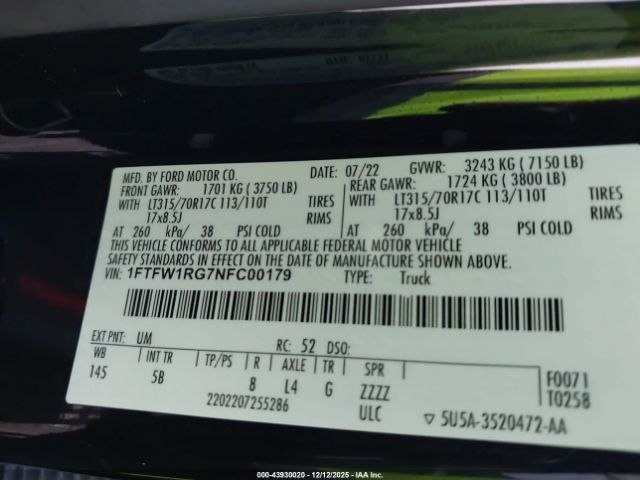 MFD. BY FORD MOTOR CO.
DATE: 07/22 GVWR: 3243 KG ( 7150 LB)
FRONT GAWR: 1701 KG ( 3750 LB)
REAR GAWR: 1724 KG ( 3800 LB)
WITH LT315/70R17C 113/110T TIRES
WITH LT315/70R17C 113/110T TIRES
17x8.5J RIMS
17x8.5J RIMS
AT 260 kPa/ 38 PSI COLD
AT 260 kPa/ 38 PSI COLD
THIS VEHICLE CONFORMS TO ALL APPLICABLE FEDERAL MOTOR VEHICLE
SAFETY STANDARDS IN EFFECT ON THE DATE OF MANUFACTURE SHOWN ABOVE.
VIN: 1FTFW1RG7NFC00179 TYPE: Truck
EXT PNT: UM RC: 52 DSO:
WB INT TR TP/PS R AXLE TR SPR
145 5B 8 L4 G ZZZZ
F0071
T0258
2202207255286 ULC
▽ 5U5A-3520472-AA
000-43930020 - 12/12/2025 - IAA Inc.